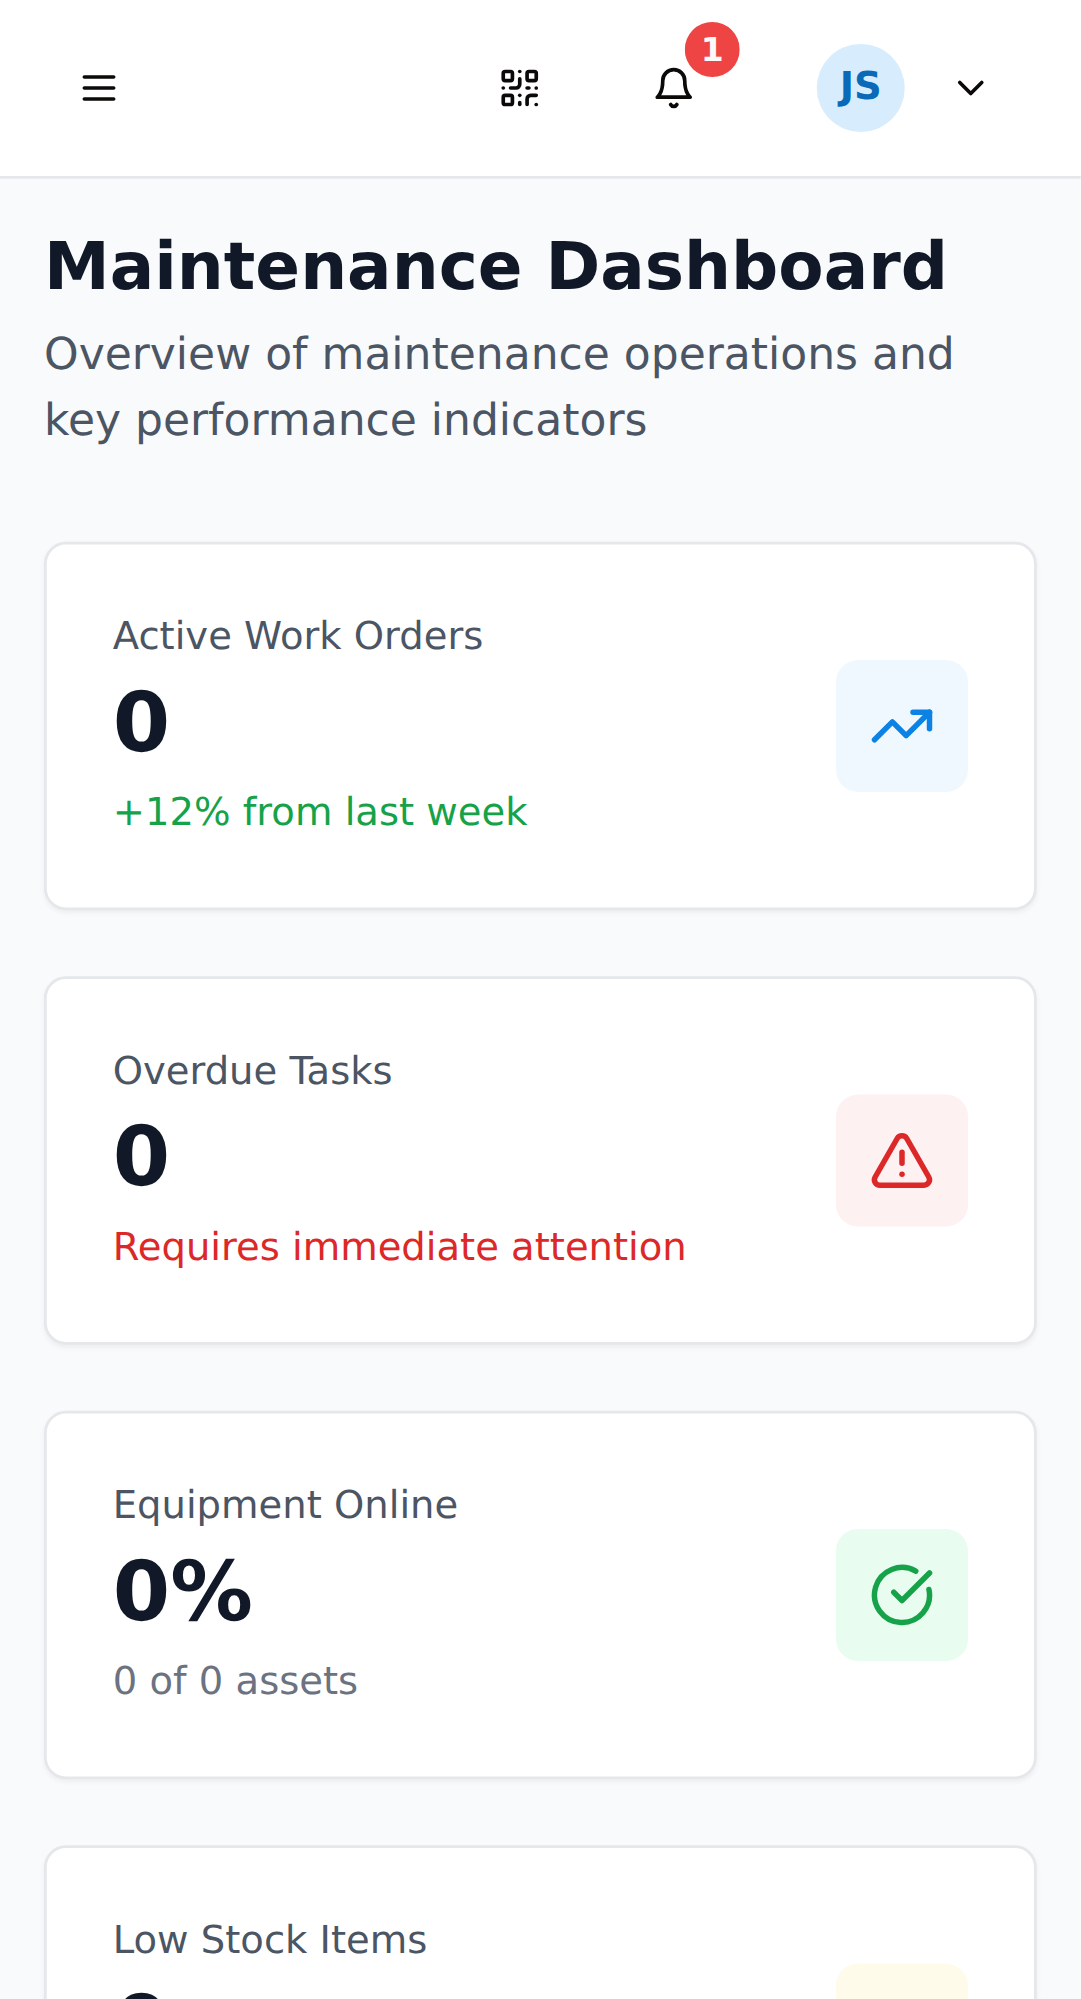 1
JS
Maintenance Dashboard
Overview of maintenance operations and
key performance indicators
Active Work Orders
0
+12% from last week
Overdue Tasks
0
Requires immediate attention
Equipment Online
0%
0 of 0 assets
Low Stock Items